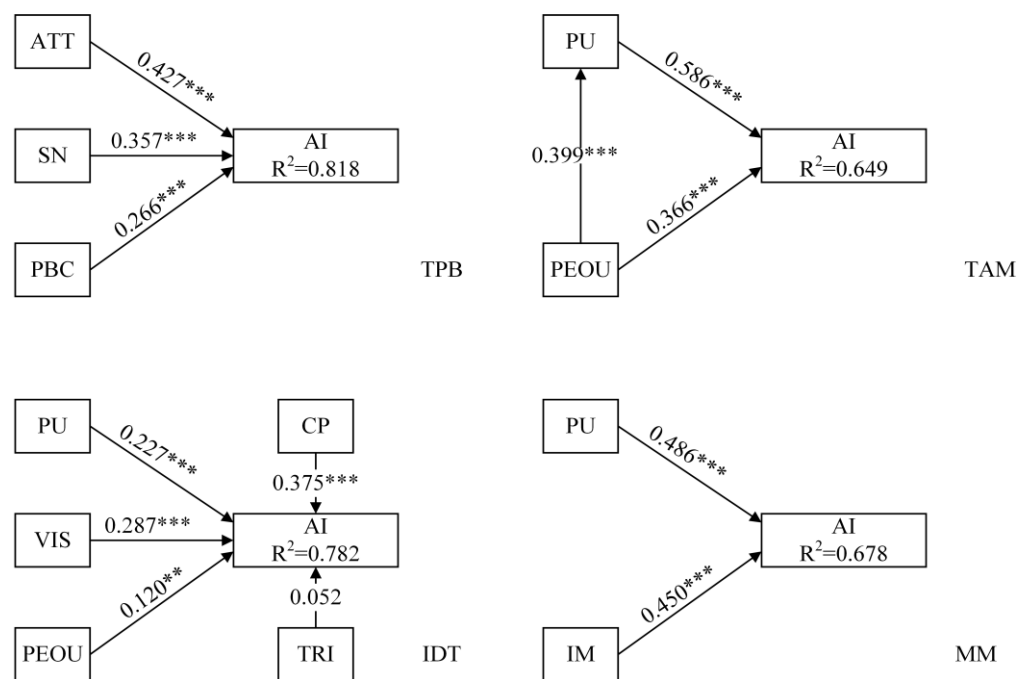 ATT
0.427***
SN
0.357***
AI
R²=0.818
0.266***
PBC
TPB
PU
0.586***
0.399***
AI
R²=0.649
0.366***
PEOU
TAM
PU
0.227***
CP
0.375***
VIS
0.287***
AI
R²=0.782
0.120**
0.052
PEOU
TRI
IDT
PU
0.486***
AI
R²=0.678
0.450***
IM
MM